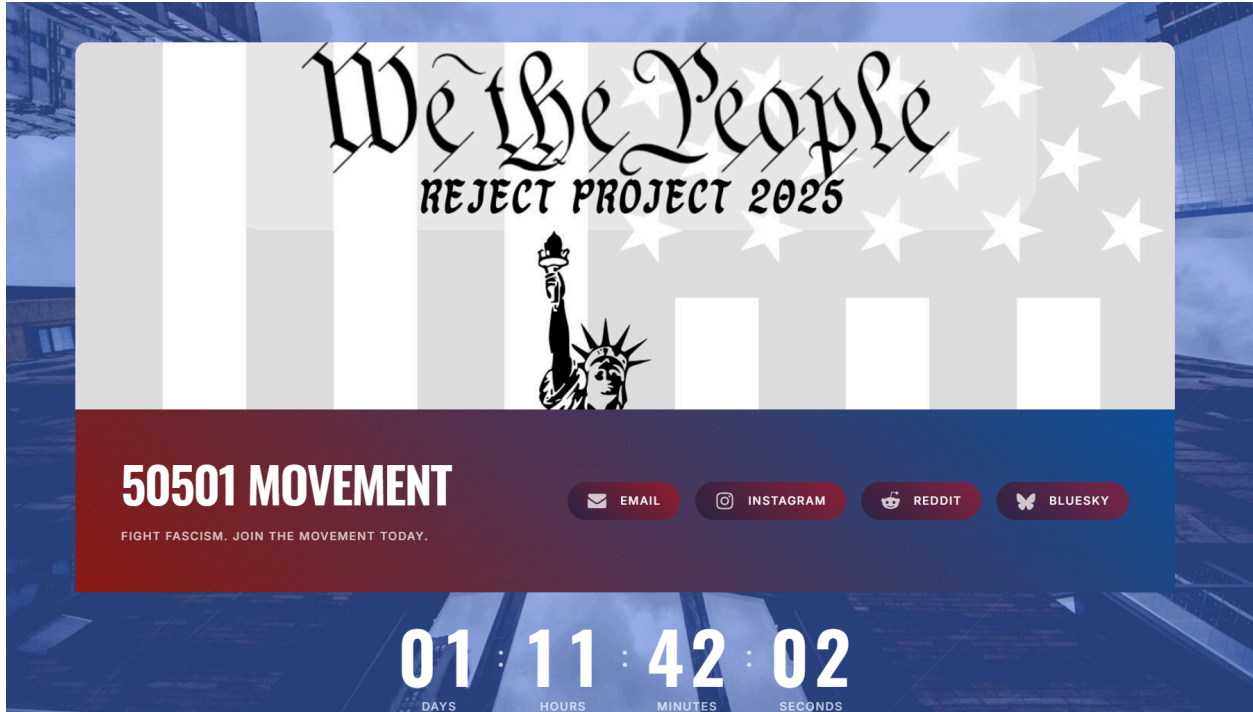 We the People
REJECT PROJECT 2025
50501 MOVEMENT
FIGHT FASCISM. JOIN THE MOVEMENT TODAY.
EMAIL INSTAGRAM REDDIT BLUESKY
01 : 11 : 42 : 02
DAYS HOURS MINUTES SECONDS